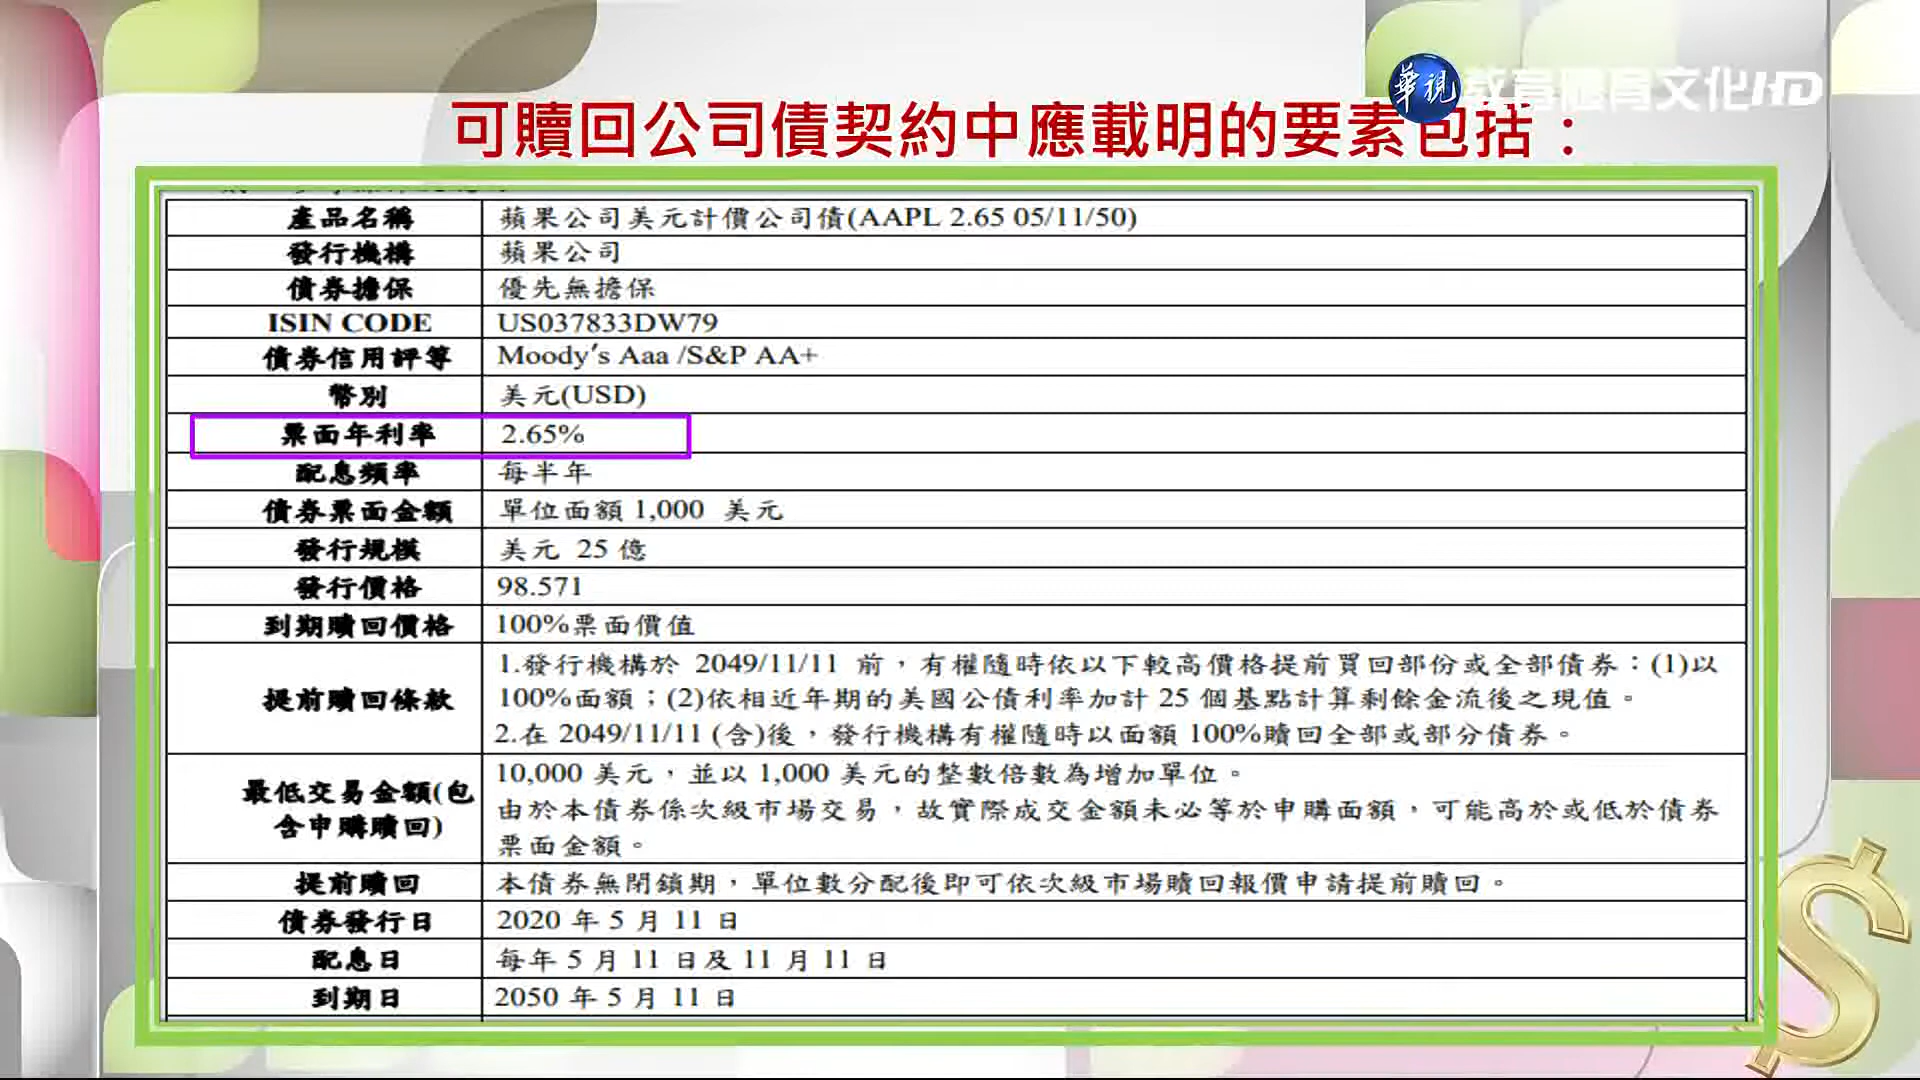 華視 教育體育文化HD
可贖回公司債契約中應載明的要素包括：
產品名稱 蘋果公司美元計價公司債(AAPL 2.65 05/11/50)
發行機構 蘋果公司
債券擔保 優先無擔保
ISIN CODE US037833DW79
債券信用評等 Moody's Aaa /S&P AA+
幣別 美元(USD)
票面年利率 2.65%
配息頻率 每半年
債券票面金額 單位面額 1,000 美元
發行規模 美元 25 億
發行價格 98.571
到期贖回價格 100%票面價值
提前贖回條款
1.發行機構於 2049/11/11 前，有權隨時依以下較高價格提前買回部份或全部債券：(1)以
100%面額；(2)依相近年期的美國公債利率加計 25 個基點計算剩餘金流後之現值。
2.在 2049/11/11 (含)後，發行機構有權隨時以面額 100%贖回全部或部分債券。
最低交易金額(包
含申購贖回)
10,000 美元，並以 1,000 美元的整數倍數為增加單位。
由於本債券係次級市場交易，故實際成交金額未必等於申購面額，可能高於或低於債券
票面金額。
提前贖回 本債券無閉鎖期，單位數分配後即可依次級市場贖回報價申請提前贖回。
債券發行日 2020 年 5 月 11 日
配息日 每年 5 月 11 日及 11 月 11 日
到期日 2050 年 5 月 11 日